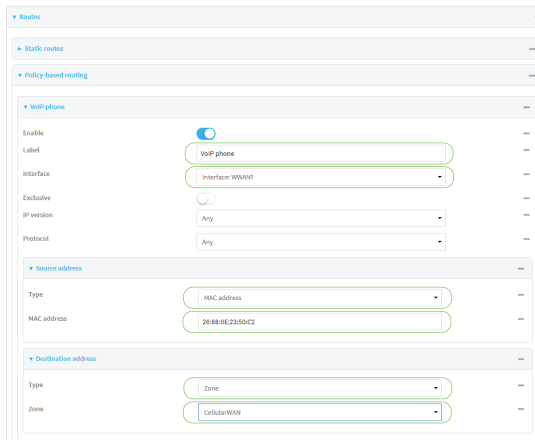 ▾ Routes
▸ Static routes
▾ Policy-based routing
▾ VoIP phone
Enable
Label VoIP phone
Interface Interface: WWAN1
Exclusive
IP version Any
Protocol Any
▾ Source address
Type MAC address
MAC address 26:88:0E:23:50:C2
▾ Destination address
Type Zone
Zone CellularWAN